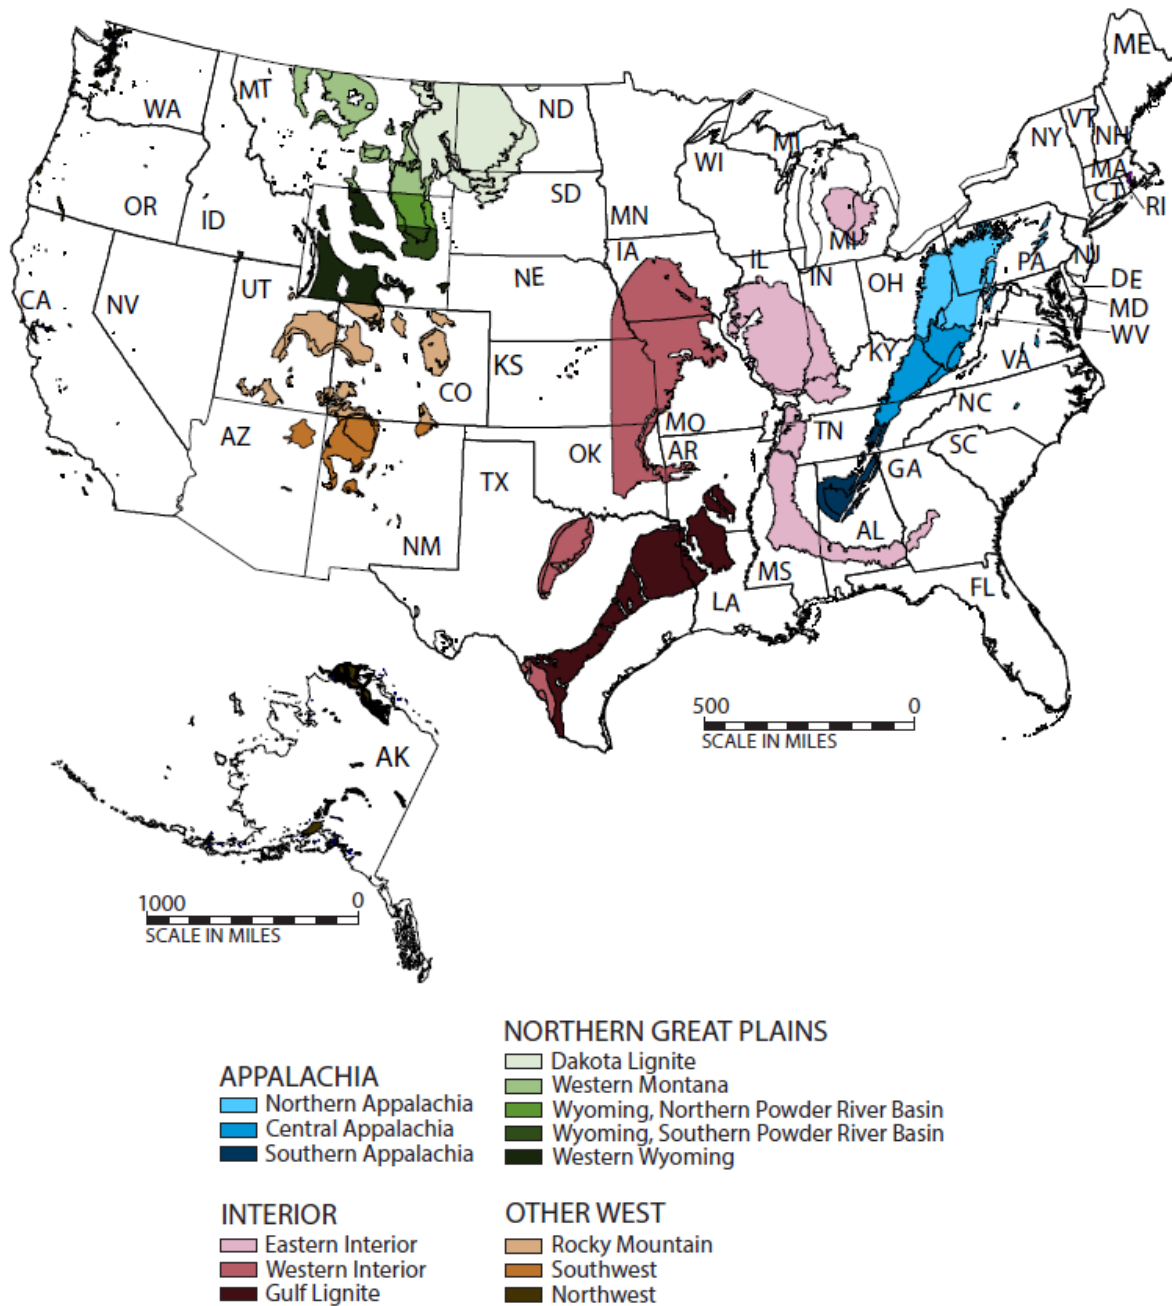 ME
WA
MT
ND
VT
NH
NY
MI
WI
MA
CT
RI
OR
ID
SD
MN
MI
IA
IL
IN
OH
PA
NJ
DE
MD
WV
UT
NE
CA
NV
KY
VA
KS
CO
MO
TN
NC
AZ
OK
AR
GA
SC
TX
NM
AL
MS
LA
FL
500 0
SCALE IN MILES
AK
1000 0
SCALE IN MILES
APPALACHIA
Northern Appalachia
Central Appalachia
Southern Appalachia
NORTHERN GREAT PLAINS
Dakota Lignite
Western Montana
Wyoming, Northern Powder River Basin
Wyoming, Southern Powder River Basin
Western Wyoming
INTERIOR
Eastern Interior
Western Interior
Gulf Lignite
OTHER WEST
Rocky Mountain
Southwest
Northwest